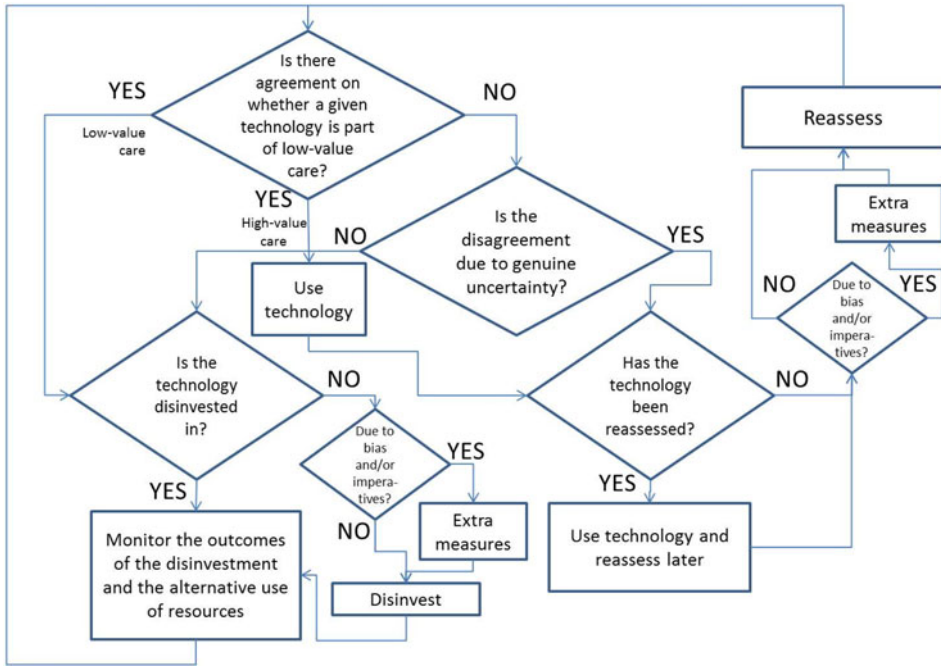 Is there
agreement on
whether a given
technology is part
of low-value
care?
YES
Low-value
care
NO
YES
High-value
care
Use
technology
Is the
disagreement
due to genuine
uncertainty?
NO
YES
Reassess
Extra
measures
NO
YES
Due to
bias
and/or
impera-
tives?
Is the
technology
disinvested
in?
NO
YES
Due to
bias
and/or
impera-
tives?
YES
NO
Extra
measures
Disinvest
Monitor the outcomes
of the disinvestment
and the alternative use
of resources
Has the
technology
been
reassessed?
NO
YES
Use technology and
reassess later